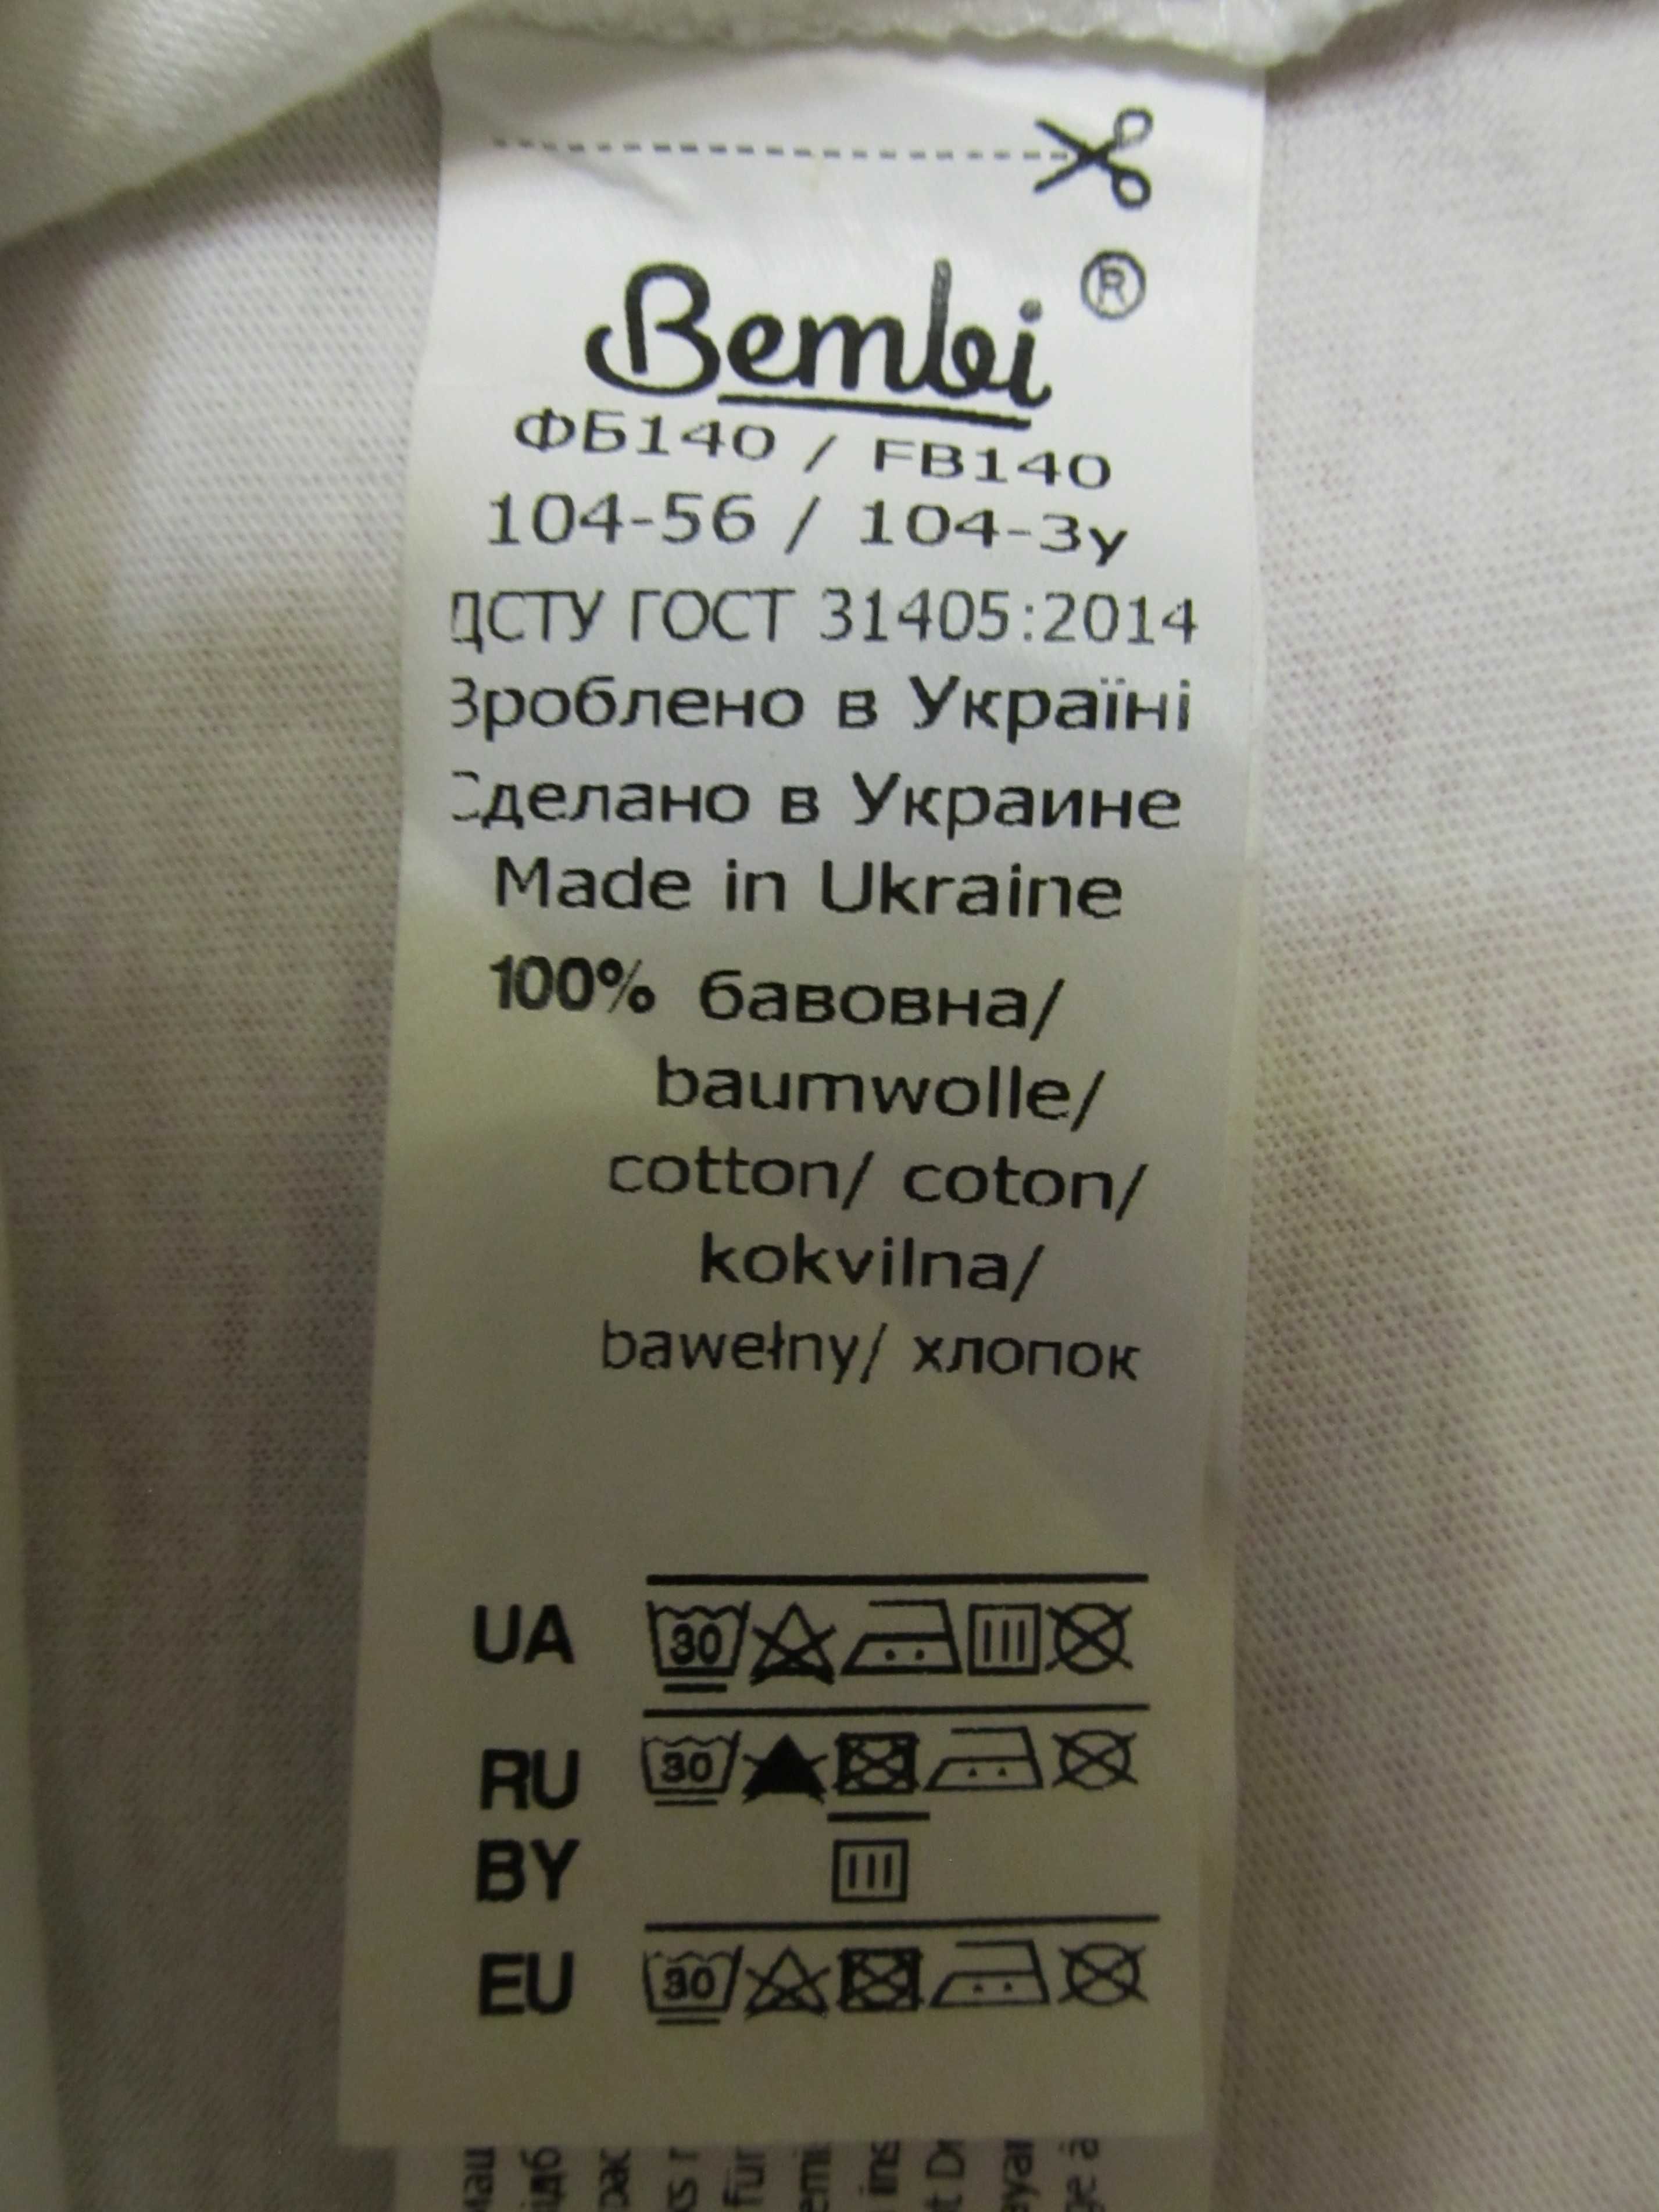 Bembi ®
ФБ140 / FB140
104-56 / 104-3y
ДСТУ ГОСТ 31405:2014
Зроблено в Україні
Сделано в Украине
Made in Ukraine
100% бавовна/
baumwolle/
cotton/ coton/
kokvilna/
bawełny/ хлопок
UA 30
RU 30
BY
EU 30